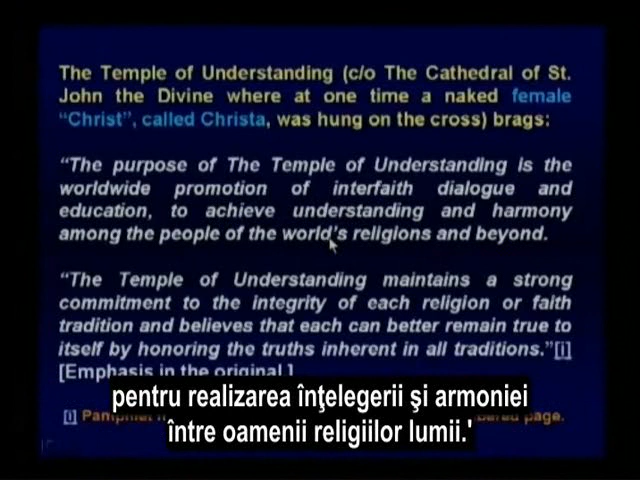 The Temple of Understanding (c/o The Cathedral of St.
John the Divine where at one time a naked female
“Christ”, called Christa, was hung on the cross) brags:
“The purpose of The Temple of Understanding is the
worldwide promotion of interfaith dialogue and
education, to achieve understanding and harmony
among the people of the world’s religions and beyond.
“The Temple of Understanding maintains a strong
commitment to the integrity of each religion or faith
tradition and believes that each can better remain true to
itself by honoring the truths inherent in all traditions.”[i]
[Emphasis in the original.]
pentru realizarea înţelegerii şi armoniei
[i] Pamphlet page.
între oamenii religiilor lumii.'